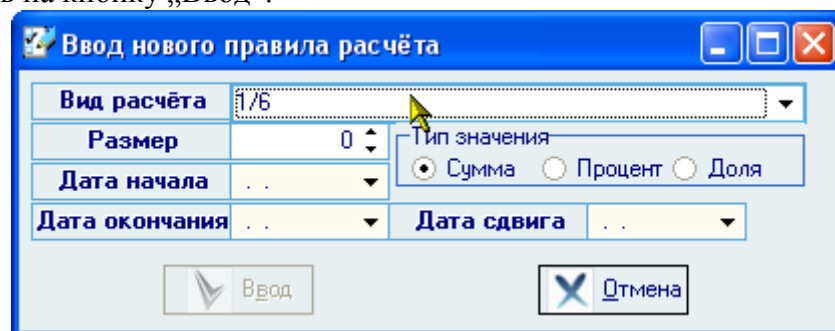 на кнопку „Ввод“.
Ввод нового правила расчёта
Вид расчёта 1/6
Размер 0 Тип значения
Сумма Процент Доля
Дата начала . .
Дата окончания . . Дата сдвига . .
Ввод Отмена